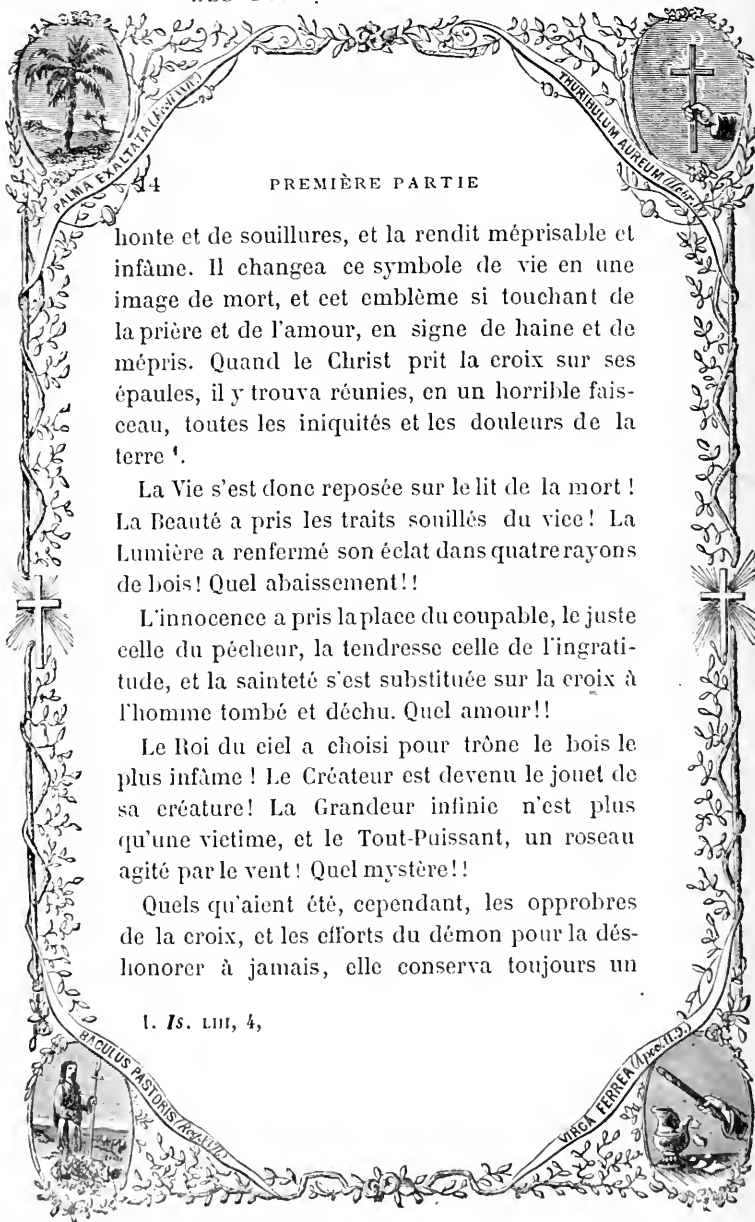 PALMA EXALTATA
THURIBULUM AUREUM
14 PREMIÈRE PARTIE
honte et de souillures, et la rendit méprisable et
infâme. Il changea ce symbole de vie en une
image de mort, et cet emblème si touchant de
la prière et de l'amour, en signe de haine et de
mépris. Quand le Christ prit la croix sur ses
épaules, il y trouva réunies, en un horrible fais-
ceau, toutes les iniquités et les douleurs de la
terre ¹.
La Vie s'est donc reposée sur le lit de la mort !
La Beauté a pris les traits souillés du vice! La
Lumière a renfermé son éclat dans quatre rayons
de bois! Quel abaissement!!
L'innocence a pris la place du coupable, le juste
celle du pécheur, la tendresse celle de l'ingrati-
tude, et la sainteté s'est substituée sur la croix à
l'homme tombé et déchu. Quel amour!!
Le Roi du ciel a choisi pour trône le bois le
plus infâme ! Le Créateur est devenu le jouet de
sa créature! La Grandeur infinie n'est plus
qu'une victime, et le Tout-Puissant, un roseau
agité par le vent! Quel mystère!!
Quels qu'aient été, cependant, les opprobres
de la croix, et les efforts du démon pour la dés-
honorer à jamais, elle conserva toujours un
1. Is. LIII, 4,
BACULUS PASTORIS
VIRGA FERREA (Apoc. II.)